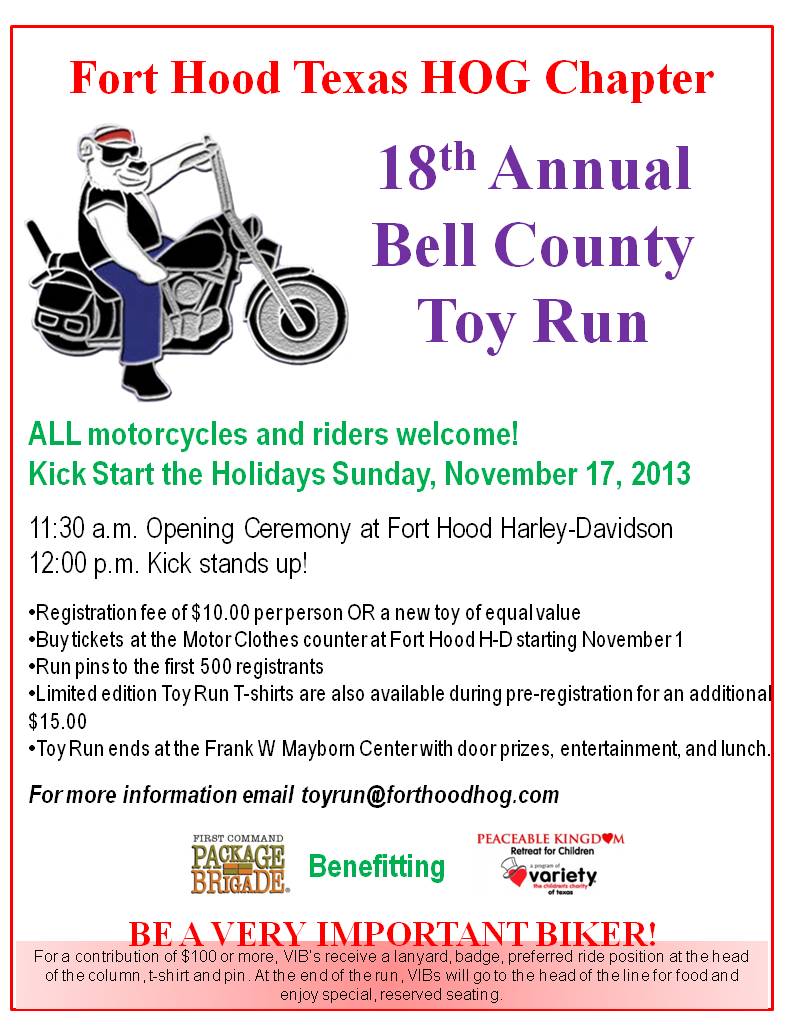 Fort Hood Texas HOG Chapter
18th Annual
Bell County
Toy Run
ALL motorcycles and riders welcome!
Kick Start the Holidays Sunday, November 17, 2013
11:30 a.m. Opening Ceremony at Fort Hood Harley-Davidson
12:00 p.m. Kick stands up!
•Registration fee of $10.00 per person OR a new toy of equal value
•Buy tickets at the Motor Clothes counter at Fort Hood H-D starting November 1
•Run pins to the first 500 registrants
•Limited edition Toy Run T-shirts are also available during pre-registration for an additional
$15.00
•Toy Run ends at the Frank W Mayborn Center with door prizes, entertainment, and lunch.
For more information email toyrun@forthoodhog.com
FIRST COMMAND
PACKAGE
BRIGADE®
Benefitting
PEACEABLE KINGDOM
Retreat for Children
a program of
variety
the children's charity
of texas
BE A VERY IMPORTANT BIKER!
For a contribution of $100 or more, VIB's receive a lanyard, badge, preferred ride position at the head
of the column, t-shirt and pin. At the end of the run, VIBs will go to the head of the line for food and
enjoy special, reserved seating.